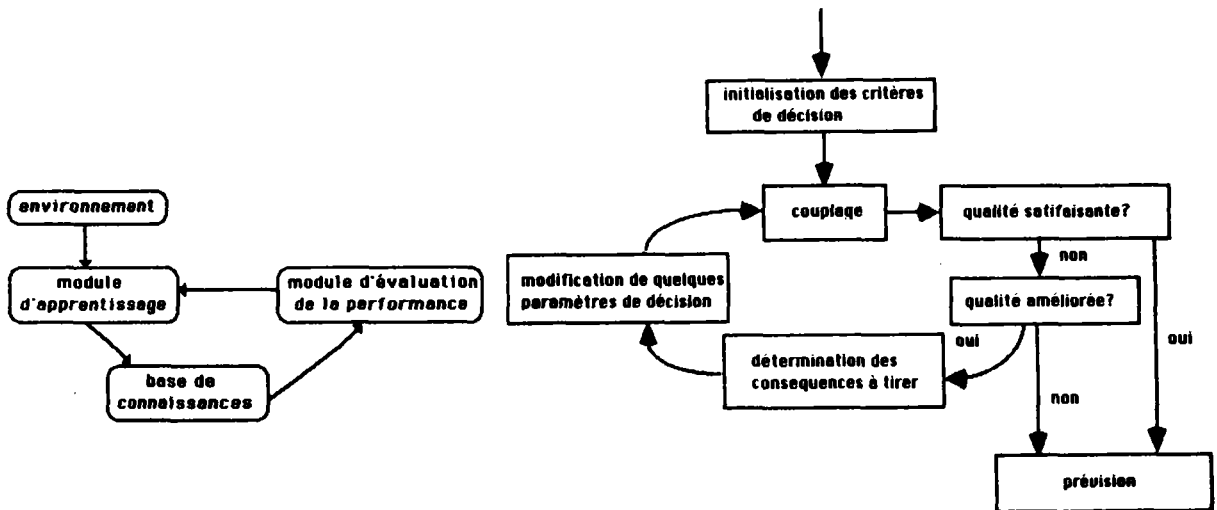 environnement
module
d'apprentissage
module d'évaluation
de la performance
base de
connaissances
initialisation des critères
de décision
couplage
qualité satifaisante?
non
oui
qualité améliorée?
oui
non
détermination des
consequences à tirer
modification de quelques
paramètres de décision
prévision